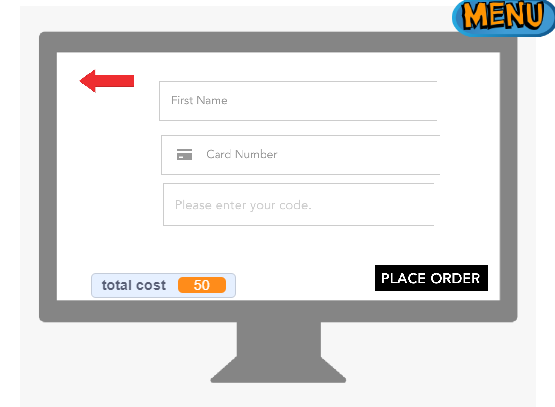 MENU
First Name
Card Number
Please enter your code.
total cost 50
PLACE ORDER